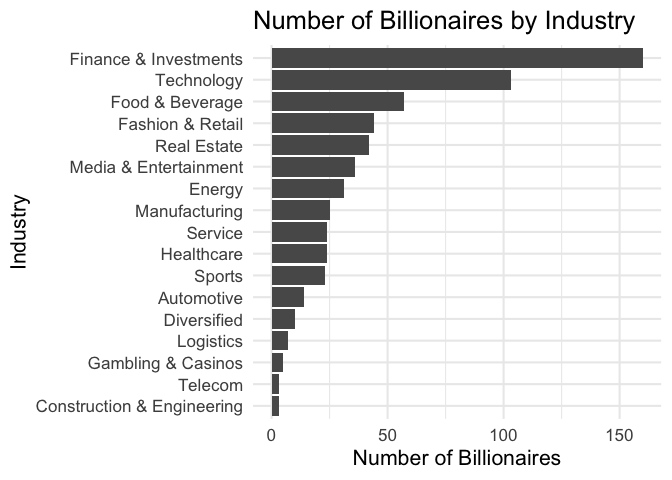 Number of Billionaires by Industry
Finance & Investments
Technology
Food & Beverage
Fashion & Retail
Real Estate
Media & Entertainment
Energy
Manufacturing
Service
Healthcare
Sports
Automotive
Diversified
Logistics
Gambling & Casinos
Telecom
Construction & Engineering
Industry
0 50 100 150
Number of Billionaires